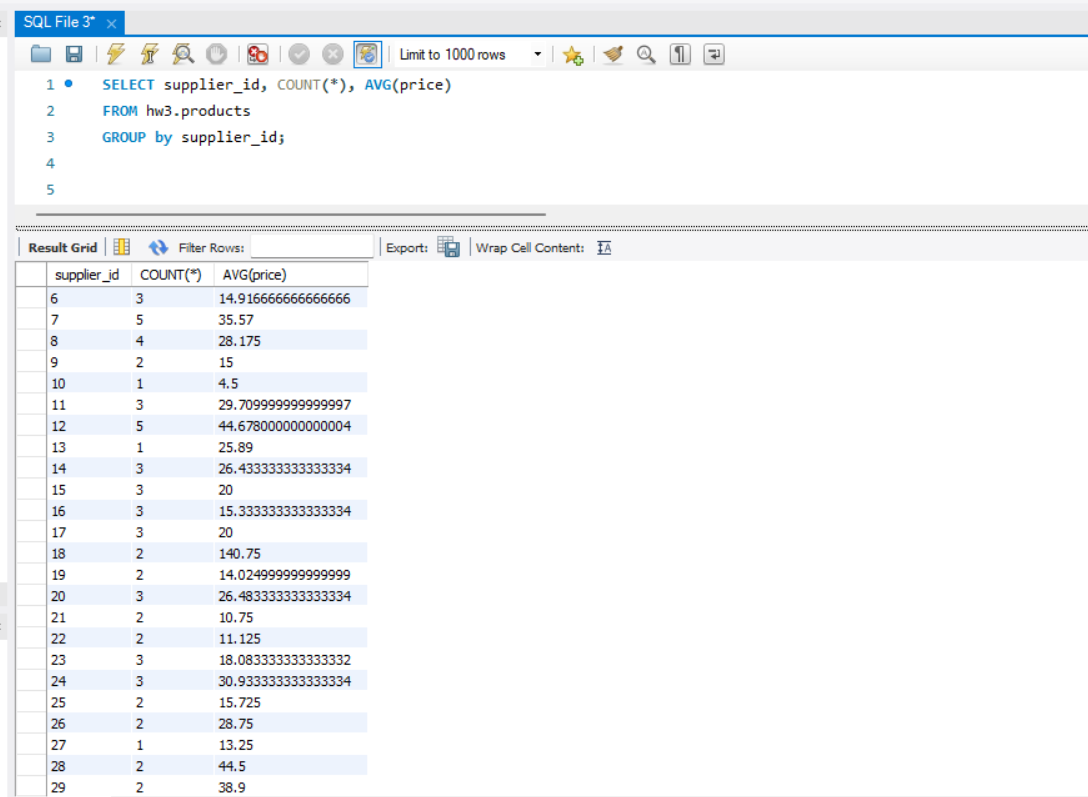 SQL File 3* ×
Limit to 1000 rows
1 SELECT supplier_id, COUNT(*), AVG(price)
2 FROM hw3.products
3 GROUP by supplier_id;
4
5
Result Grid Filter Rows: Export: Wrap Cell Content: IA
supplier_id COUNT(*) AVG(price)
6 3 14.916666666666666
7 5 35.57
8 4 28.175
9 2 15
10 1 4.5
11 3 29.709999999999997
12 5 44.678000000000004
13 1 25.89
14 3 26.433333333333334
15 3 20
16 3 15.333333333333334
17 3 20
18 2 140.75
19 2 14.024999999999999
20 3 26.483333333333334
21 2 10.75
22 2 11.125
23 3 18.083333333333332
24 3 30.933333333333334
25 2 15.725
26 2 28.75
27 1 13.25
28 2 44.5
29 2 38.9